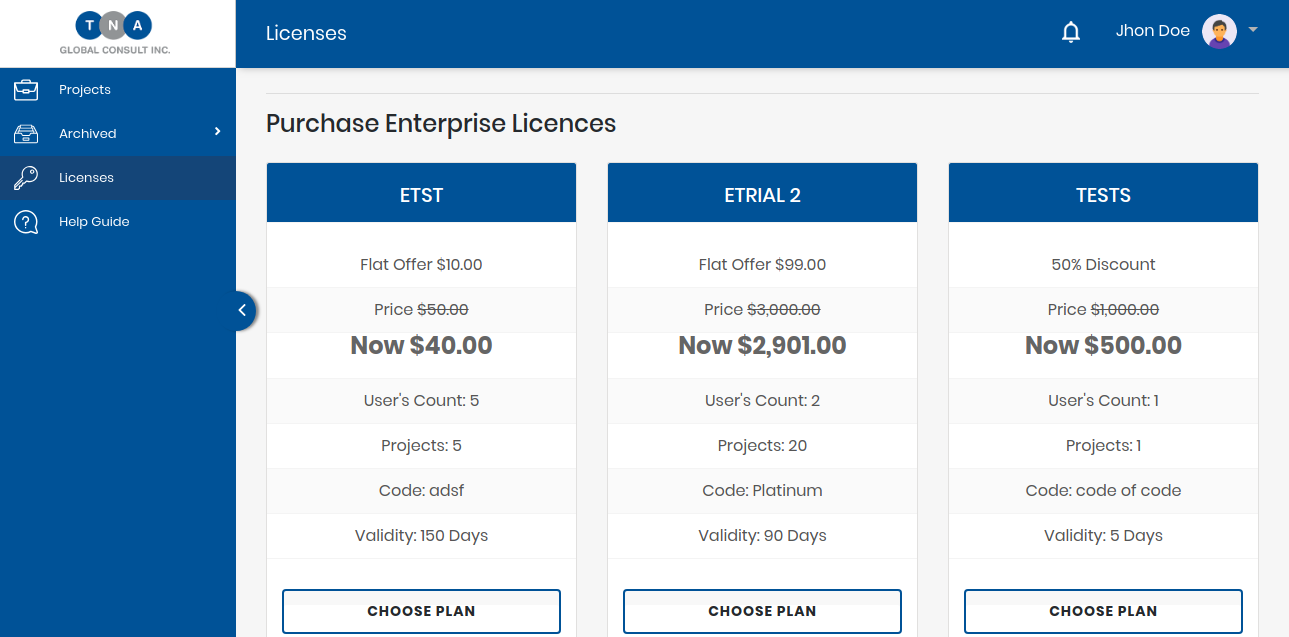 T N A
GLOBAL CONSULT INC.
Licenses
Jhon Doe
Projects
Archived
Licenses
Help Guide
Purchase Enterprise Licences
ETST
Flat Offer $10.00
Price $50.00
Now $40.00
User's Count: 5
Projects: 5
Code: adsf
Validity: 150 Days
CHOOSE PLAN
ETRIAL 2
Flat Offer $99.00
Price $3,000.00
Now $2,901.00
User's Count: 2
Projects: 20
Code: Platinum
Validity: 90 Days
CHOOSE PLAN
TESTS
50% Discount
Price $1,000.00
Now $500.00
User's Count: 1
Projects: 1
Code: code of code
Validity: 5 Days
CHOOSE PLAN